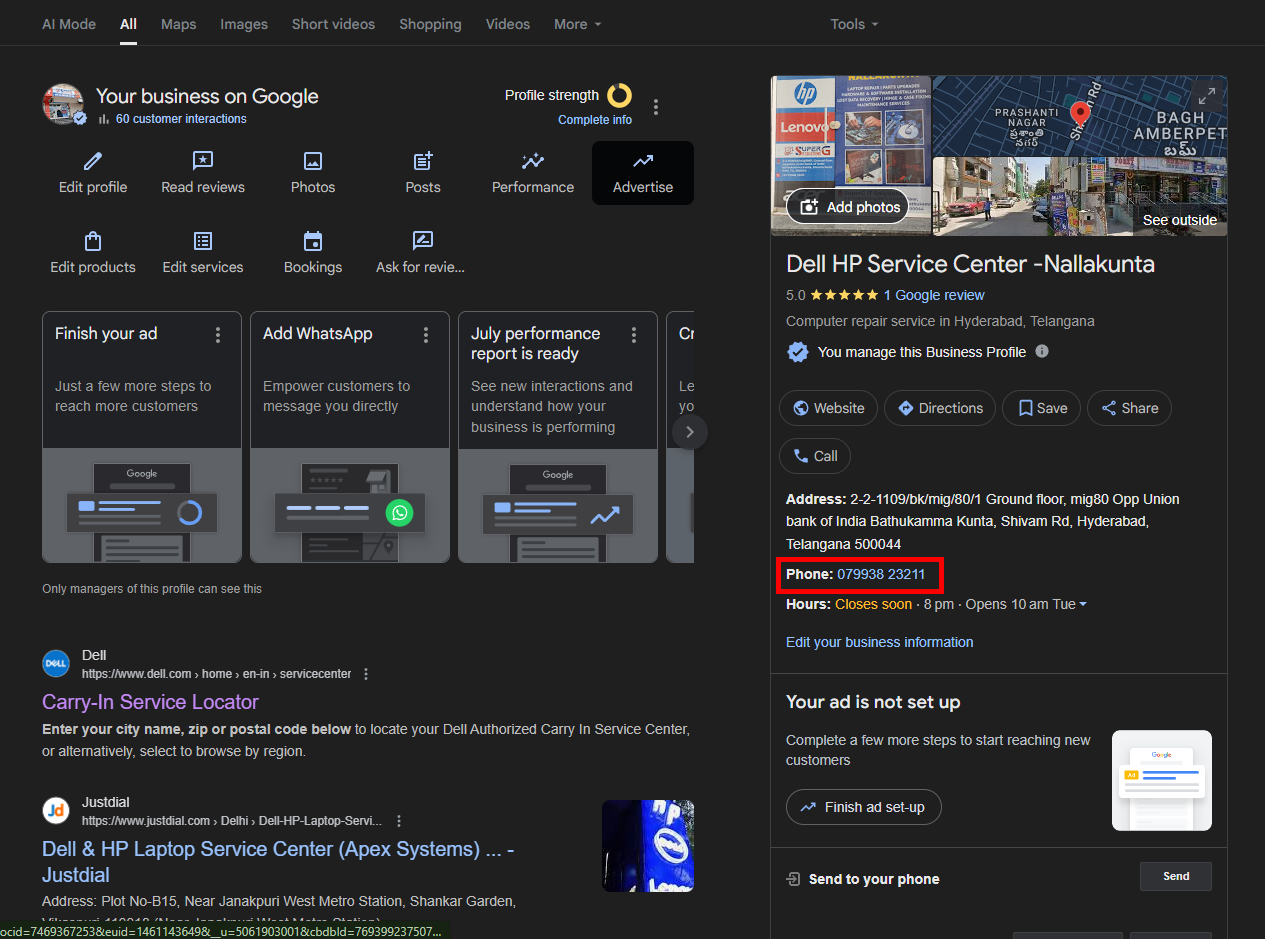 AI Mode
All
Maps
Images
Short videos
Shopping
Videos
More
Tools
Your business on Google
60 customer interactions
Profile strength
Complete info
Edit profile
Read reviews
Photos
Posts
Performance
Advertise
Edit products
Edit services
Bookings
Ask for revie...
Finish your ad
Just a few more steps to
reach more customers
Google
Add WhatsApp
Empower customers to
message you directly
July performance
report is ready
See new interactions and
understand how your
business is performing
Google
Cr
Le
yo
Only managers of this profile can see this
DELL
Dell
https://www.dell.com › home › en-in › servicecenter
Carry-In Service Locator
Enter your city name, zip or postal code below to locate your Dell Authorized Carry In Service Center,
or alternatively, select to browse by region.
Jd
Justdial
https://www.justdial.com › Delhi › Dell-HP-Laptop-Servi...
Dell & HP Laptop Service Center (Apex Systems) ... -
Justdial
Address: Plot No-B15, Near Janakpuri West Metro Station, Shankar Garden,
ocid=7469367253&euid=1461143649&__u=5061903001&cbdbId=769399237507...
hp
NALLAKUNTA
LAPTOP REPAIR | PARTS UPGRADES
HARDWARE & SOFTWARE INSTALLATION
Lenovo
Add photos
PRASHANTI
NAGAR
ప్రశాంతి
నగర్
BAGH
AMBERPET
See outside
Dell HP Service Center -Nallakunta
5.0 ★★★★★ 1 Google review
Computer repair service in Hyderabad, Telangana
You manage this Business Profile
Website
Directions
Save
Share
Call
Address: 2-2-1109/bk/mig/80/1 Ground floor, mig80 Opp Union
bank of India Bathukamma Kunta, Shivam Rd, Hyderabad,
Telangana 500044
Phone: 079938 23211
Hours: Closes soon · 8 pm · Opens 10 am Tue
Edit your business information
Your ad is not set up
Complete a few more steps to start reaching new
customers
Google
Ad
Finish ad set-up
Send to your phone
Send